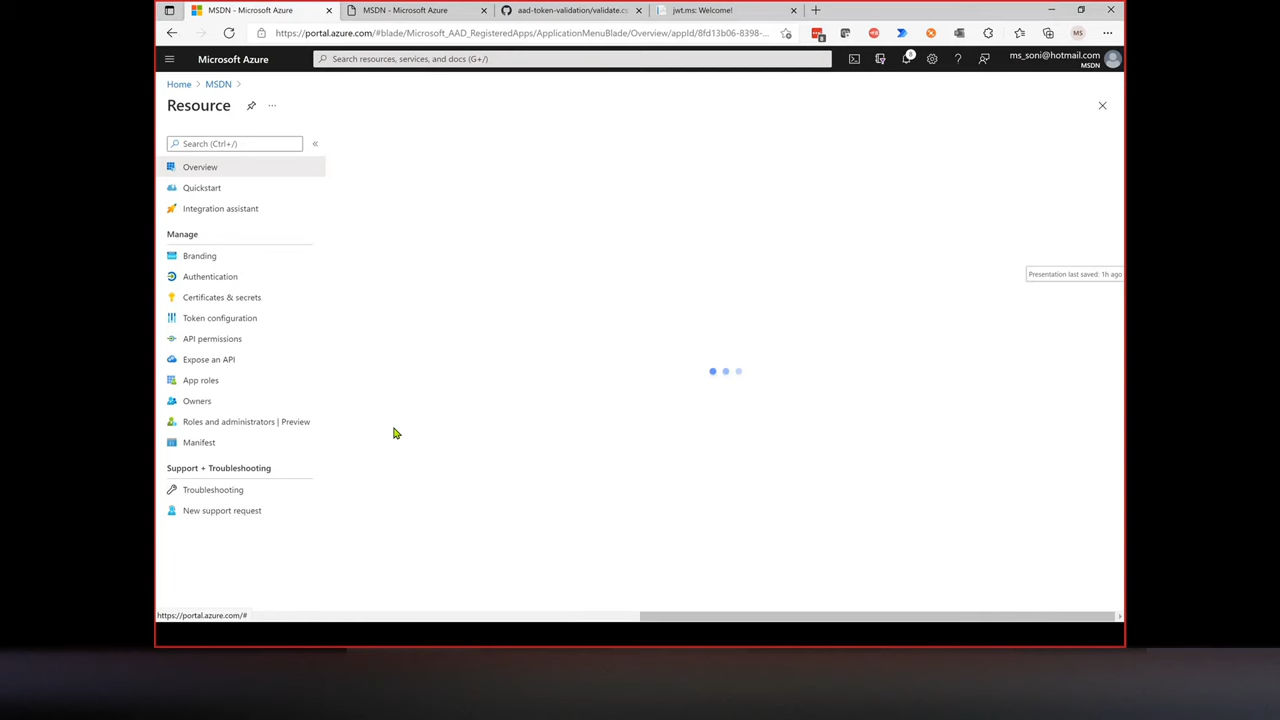 MSDN - Microsoft Azure
MSDN - Microsoft Azure
aad-token-validation/validate.cs
jwt.ms: Welcome!
https://portal.azure.com/#blade/Microsoft_AAD_RegisteredApps/ApplicationMenuBlade/Overview/appId/8fd13b06-8398-...
MS
Microsoft Azure
Search resources, services, and docs (G+/)
ms_soni@hotmail.com
MSDN
Home > MSDN >
Resource
Search (Ctrl+/)
Overview
Quickstart
Integration assistant
Manage
Branding
Authentication
Certificates & secrets
Token configuration
API permissions
Expose an API
App roles
Owners
Roles and administrators | Preview
Manifest
Support + Troubleshooting
Troubleshooting
New support request
Presentation last saved: 1h ago
https://portal.azure.com/#